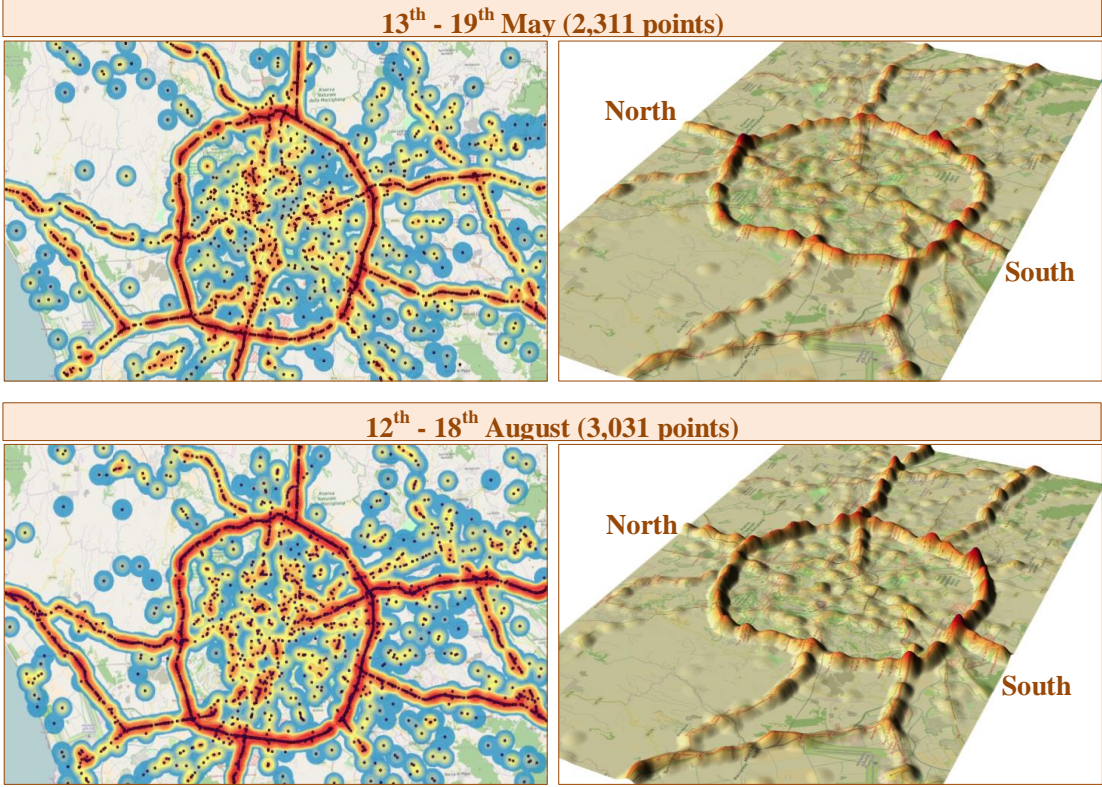 13th - 19th May (2,311 points)
North
South
12th - 18th August (3,031 points)
North
South